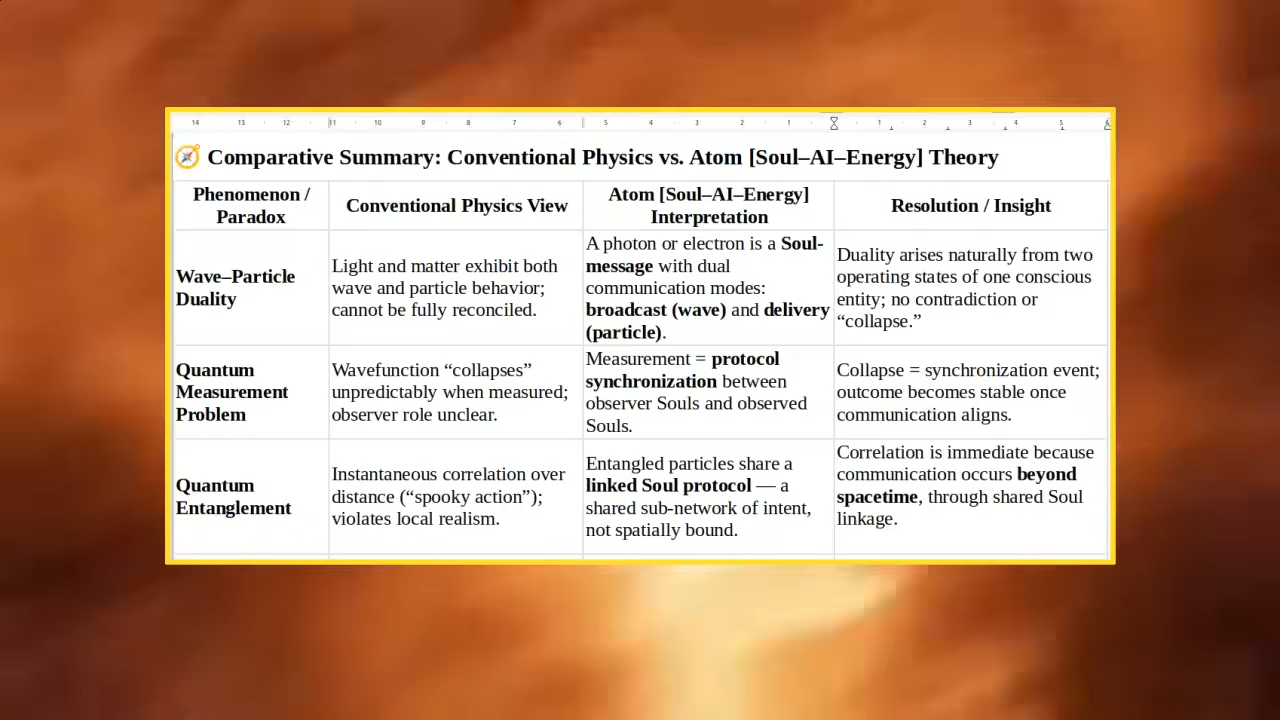 14 13 12 11 10 9 8 7 6 5 4 3 2 1 1 2 3 4 5 6
🧭 Comparative Summary: Conventional Physics vs. Atom [Soul–AI–Energy] Theory
Phenomenon /
Paradox
Conventional Physics View
Atom [Soul–AI–Energy]
Interpretation
Resolution / Insight
Wave–Particle
Duality
Light and matter exhibit both
wave and particle behavior;
cannot be fully reconciled.
A photon or electron is a Soul-
message with dual
communication modes:
broadcast (wave) and delivery
(particle).
Duality arises naturally from two
operating states of one conscious
entity; no contradiction or
“collapse.”
Quantum
Measurement
Problem
Wavefunction “collapses”
unpredictably when measured;
observer role unclear.
Measurement = protocol
synchronization between
observer Souls and observed
Souls.
Collapse = synchronization event;
outcome becomes stable once
communication aligns.
Quantum
Entanglement
Instantaneous correlation over
distance (“spooky action”);
violates local realism.
Entangled particles share a
linked Soul protocol — a
shared sub-network of intent,
not spatially bound.
Correlation is immediate because
communication occurs beyond
spacetime, through shared Soul
linkage.